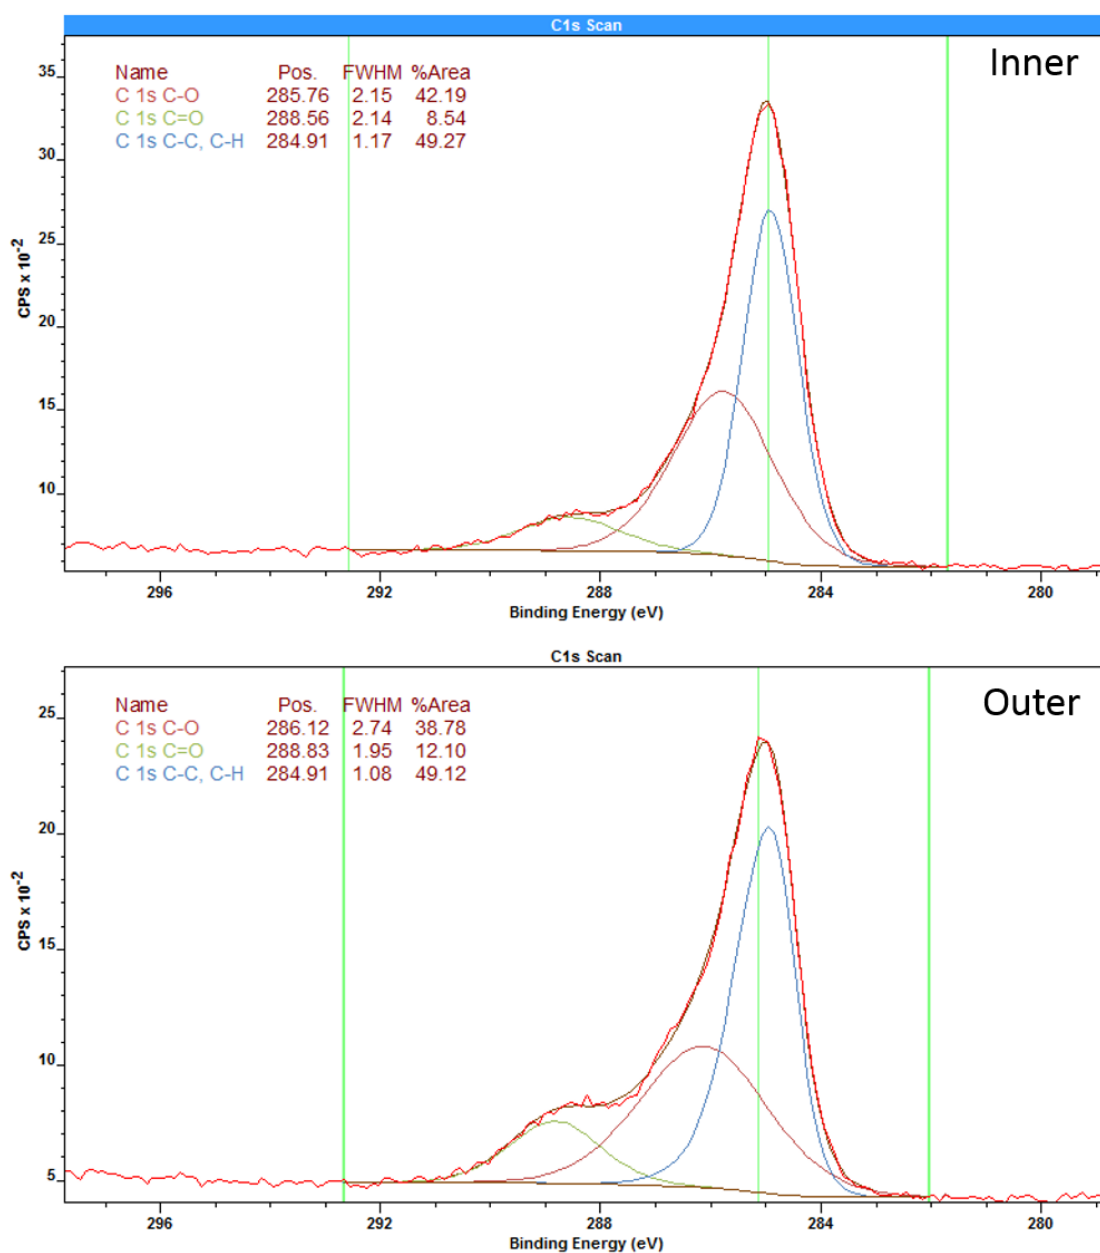 C1s Scan
Inner
Name Pos. FWHM %Area
C 1s C-O 285.76 2.15 42.19
C 1s C=O 288.56 2.14 8.54
C 1s C-C, C-H 284.91 1.17 49.27
35
30
25
20
15
10
CPS x 10-2
296 292 288 284 280
Binding Energy (eV)
C1s Scan
Outer
Name Pos. FWHM %Area
C 1s C-O 286.12 2.74 38.78
C 1s C=O 288.83 1.95 12.10
C 1s C-C, C-H 284.91 1.08 49.12
25
20
15
10
5
CPS x 10-2
296 292 288 284 280
Binding Energy (eV)